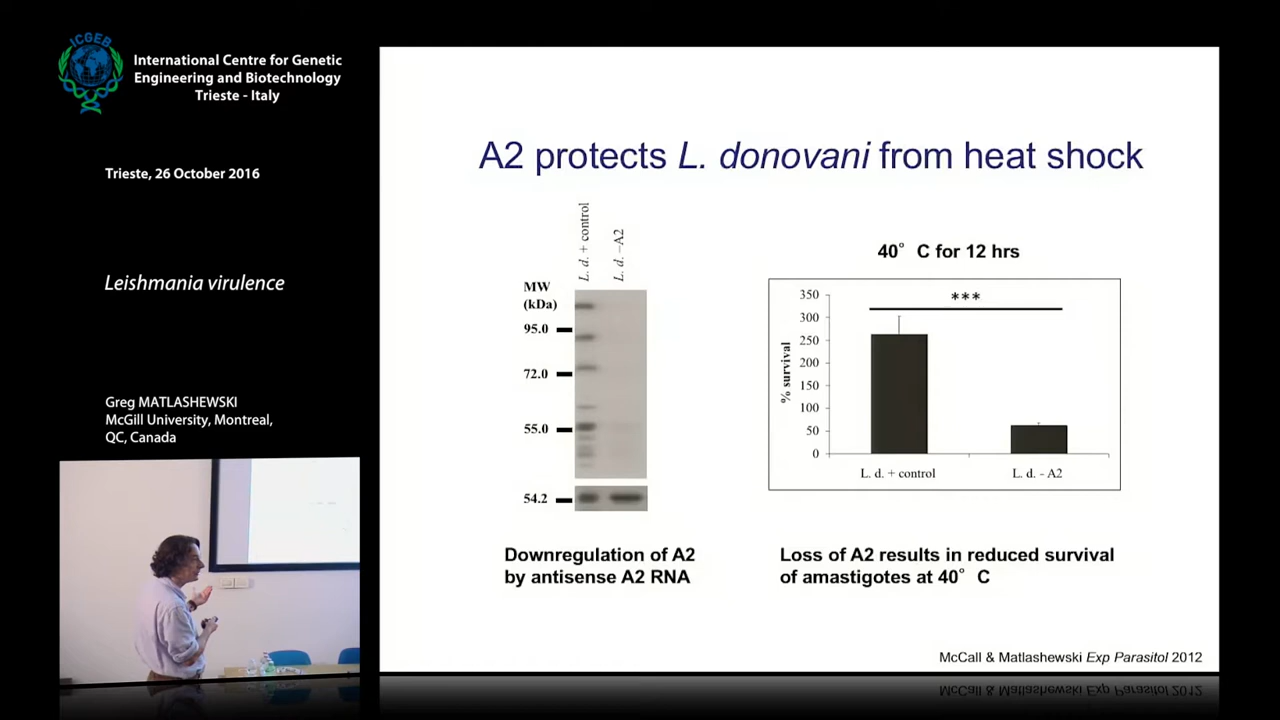 ICGEB
International Centre for Genetic
Engineering and Biotechnology
Trieste - Italy
Trieste, 26 October 2016
Leishmania virulence
Greg MATLASHEWSKI
McGill University, Montreal,
QC, Canada
A2 protects L. donovani from heat shock
L. d. + control
L. d. –A2
MW
(kDa)
95.0
72.0
55.0
54.2
Downregulation of A2
by antisense A2 RNA
40° C for 12 hrs
***
% survival
350
300
250
200
150
100
50
0
L. d. + control
L. d. - A2
Loss of A2 results in reduced survival
of amastigotes at 40° C
McCall & Matlashewski Exp Parasitol 2012